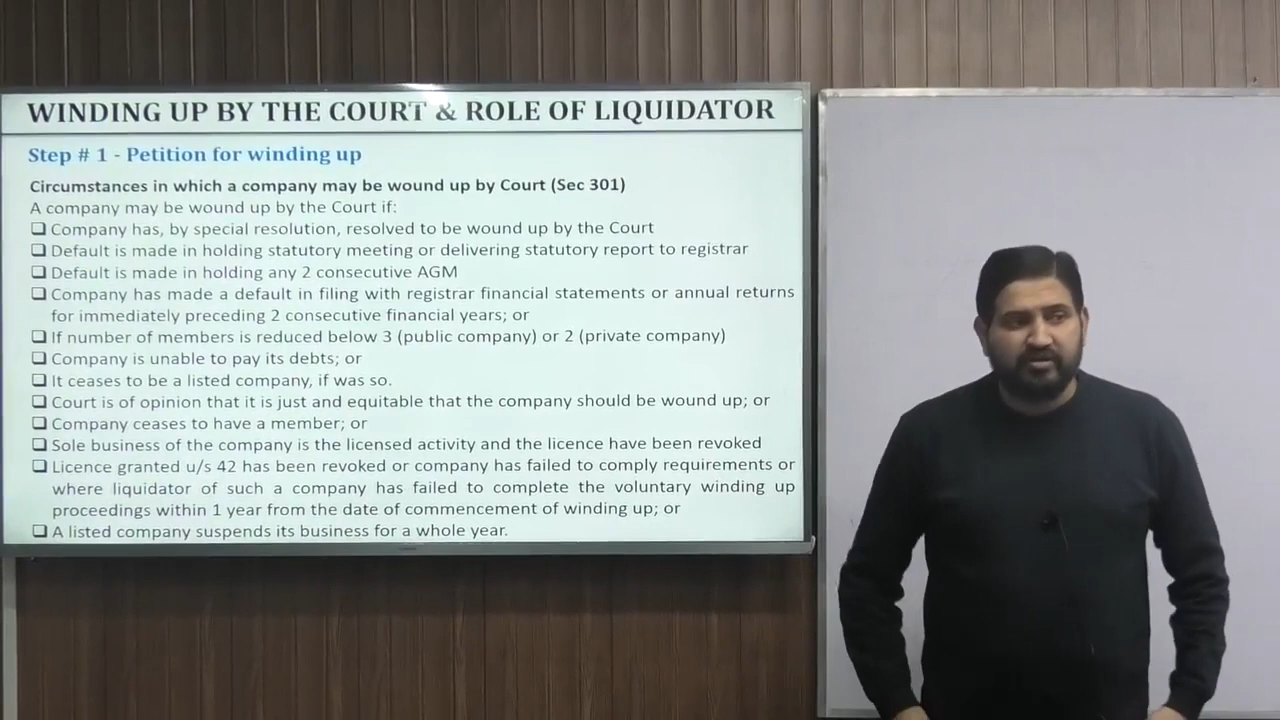 WINDING UP BY THE COURT & ROLE OF LIQUIDATOR
Step # 1 - Petition for winding up
Circumstances in which a company may be wound up by Court (Sec 301)
A company may be wound up by the Court if:
❑ Company has, by special resolution, resolved to be wound up by the Court
❑ Default is made in holding statutory meeting or delivering statutory report to registrar
❑ Default is made in holding any 2 consecutive AGM
❑ Company has made a default in filing with registrar financial statements or annual returns
for immediately preceding 2 consecutive financial years; or
❑ If number of members is reduced below 3 (public company) or 2 (private company)
❑ Company is unable to pay its debts; or
❑ It ceases to be a listed company, if was so.
❑ Court is of opinion that it is just and equitable that the company should be wound up; or
❑ Company ceases to have a member; or
❑ Sole business of the company is the licensed activity and the licence have been revoked
❑ Licence granted u/s 42 has been revoked or company has failed to comply requirements or
where liquidator of such a company has failed to complete the voluntary winding up
proceedings within 1 year from the date of commencement of winding up; or
❑ A listed company suspends its business for a whole year.